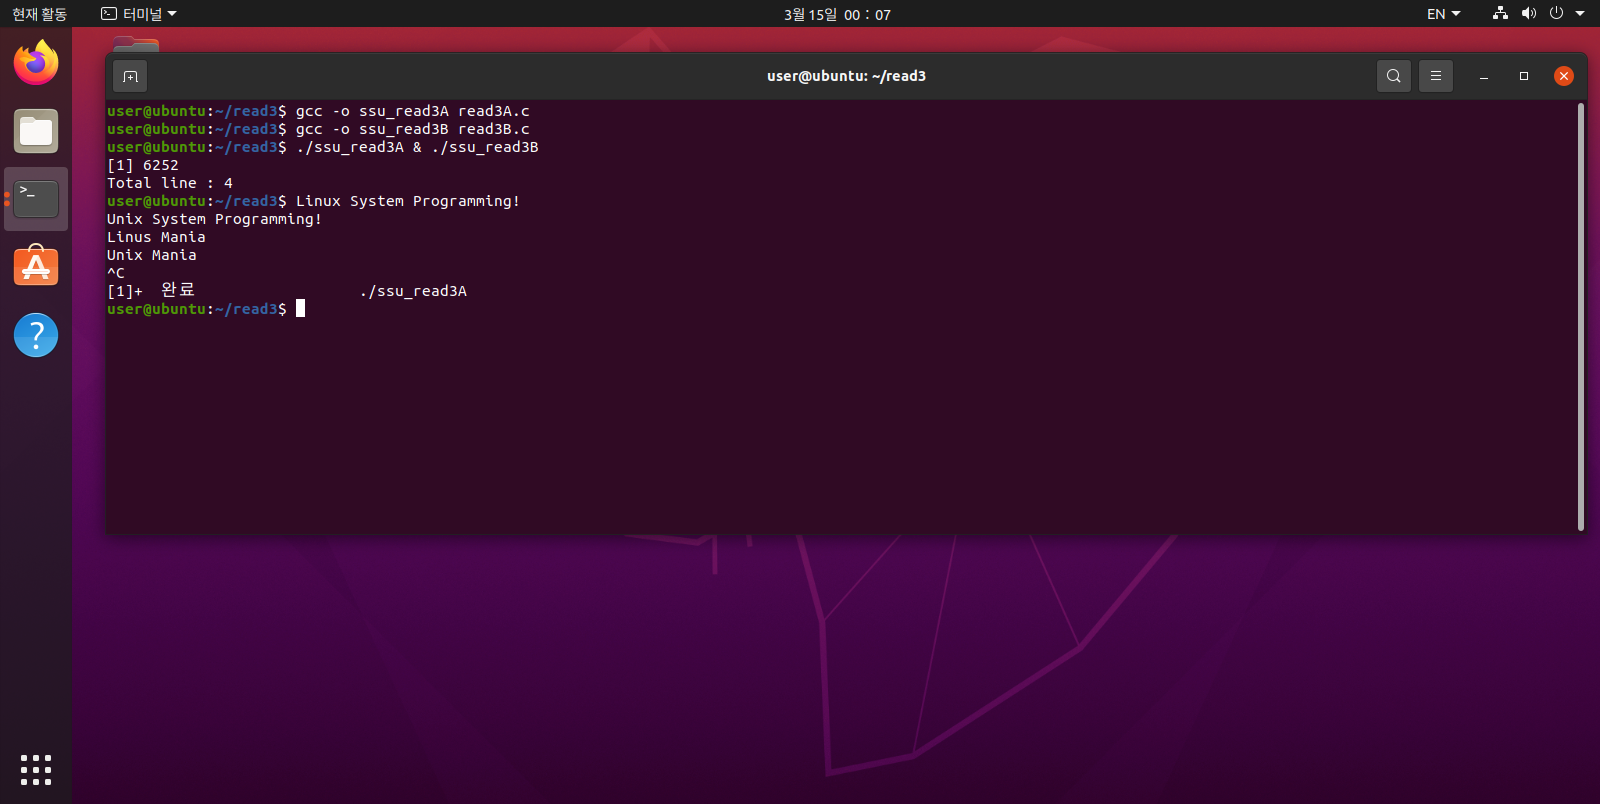 현재 활동 터미널 3월 15일 00 : 07 EN
user@ubuntu: ~/read3
user@ubuntu:~/read3$ gcc -o ssu_read3A read3A.c
user@ubuntu:~/read3$ gcc -o ssu_read3B read3B.c
user@ubuntu:~/read3$ ./ssu_read3A & ./ssu_read3B
[1] 6252
Total line : 4
user@ubuntu:~/read3$ Linux System Programming!
Unix System Programming!
Linus Mania
Unix Mania
^C
[1]+ 완료 ./ssu_read3A
user@ubuntu:~/read3$